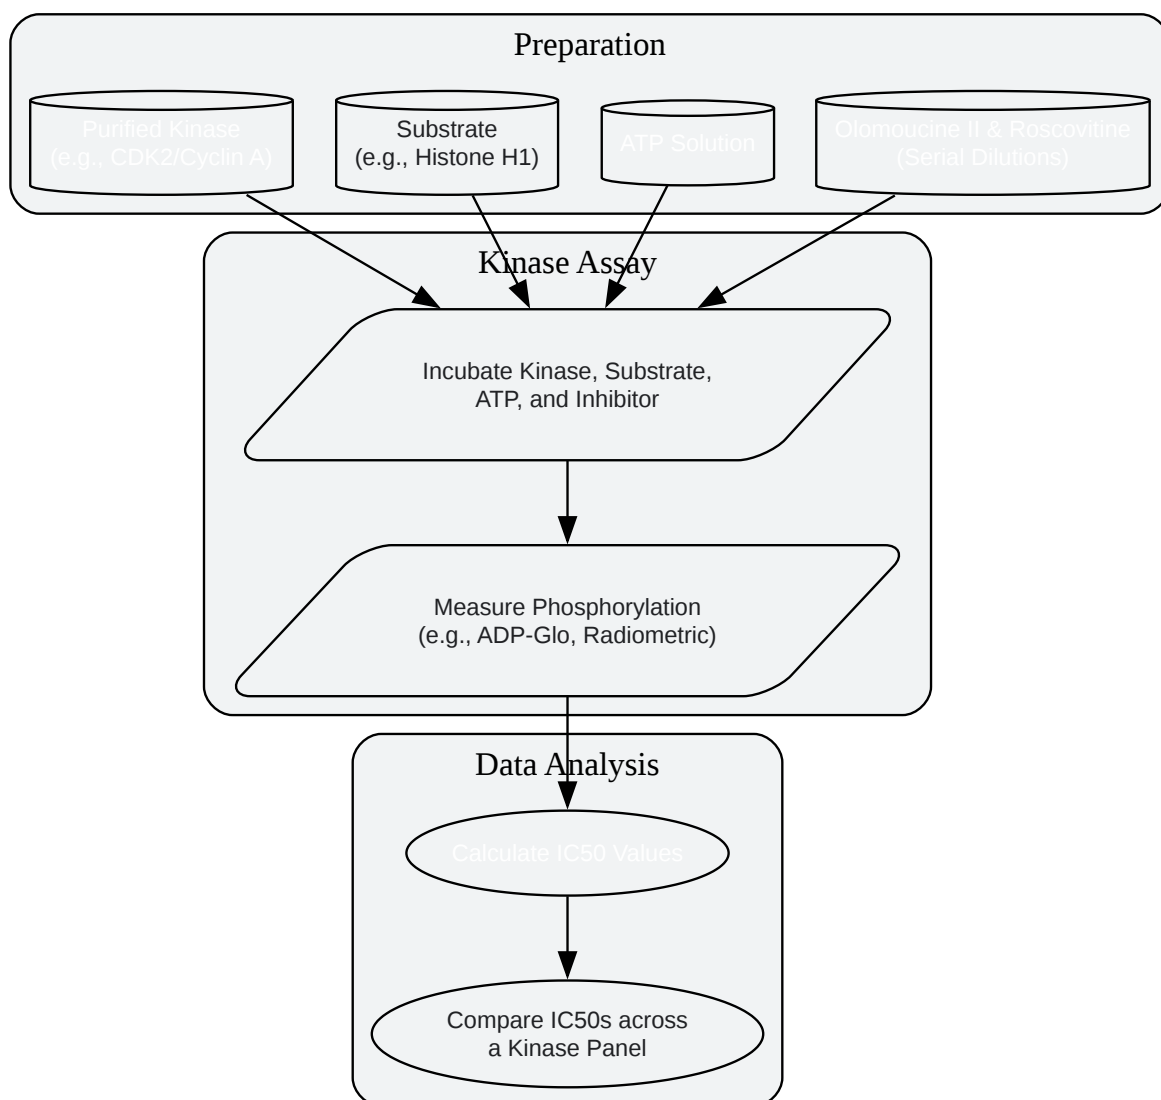 Preparation
Purified Kinase
(e.g., CDK2/Cyclin A)
Substrate
(e.g., Histone H1)
ATP Solution
Olomoucine II & Roscovitine
(Serial Dilutions)
Kinase Assay
Incubate Kinase, Substrate,
ATP, and Inhibitor
Measure Phosphorylation
(e.g., ADP-Glo, Radiometric)
Data Analysis
Calculate IC50 Values
Compare IC50s across
a Kinase Panel